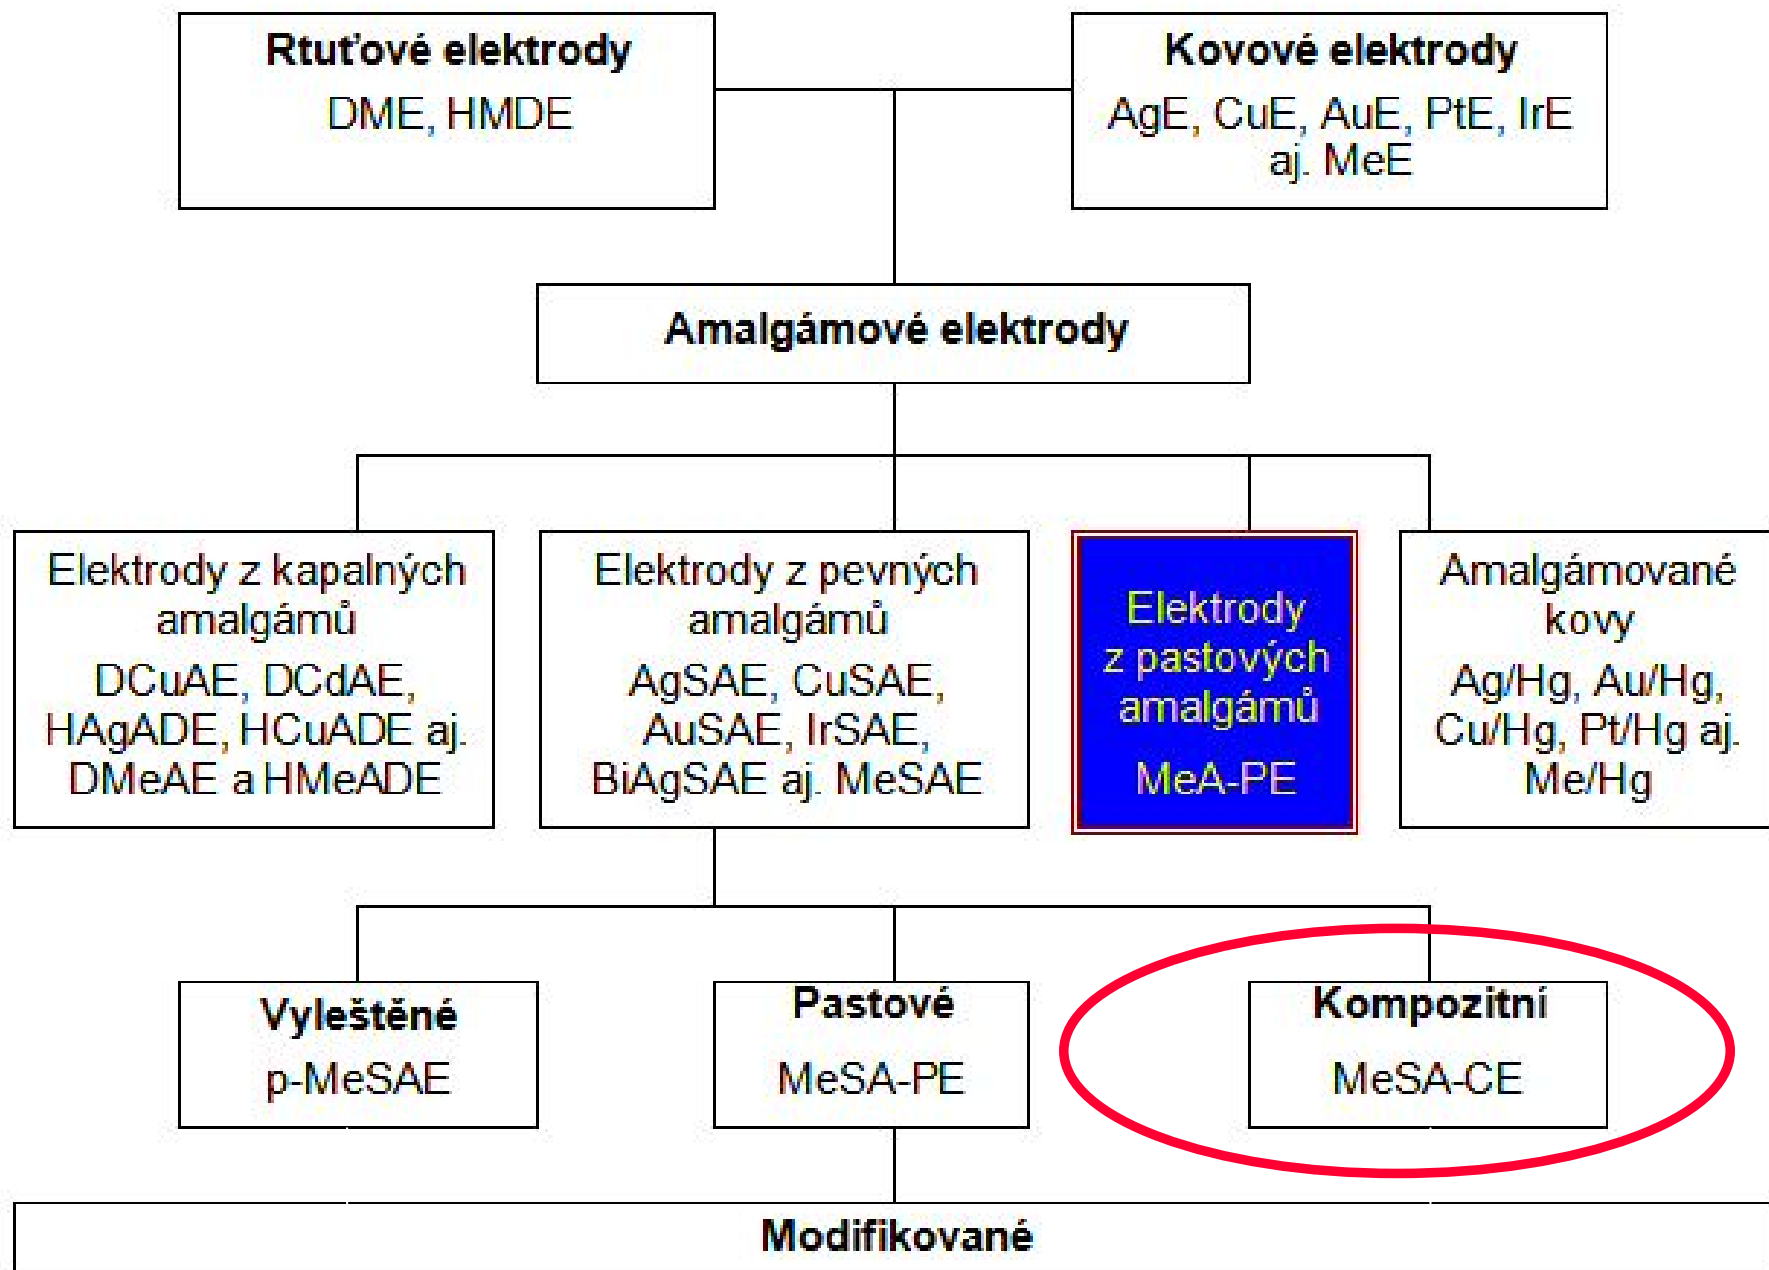 Rtuťové elektrody
DME, HMDE
Kovové elektrody
AgE, CuE, AuE, PtE, IrE
aj. MeE
Amalgámové elektrody
Elektrody z kapalných
amalgámů
DCuAE, DCdAE,
HAgADE, HCuADE aj.
DMeAE a HMeADE
Elektrody z pevných
amalgámů
AgSAE, CuSAE,
AuSAE, IrSAE,
BiAgSAE aj. MeSAE
Elektrody
z pastových
amalgámů
MeA-PE
Amalgámované
kovy
Ag/Hg, Au/Hg,
Cu/Hg, Pt/Hg aj.
Me/Hg
Vyleštěné
p-MeSAE
Pastové
MeSA-PE
Kompozitní
MeSA-CE
Modifikované